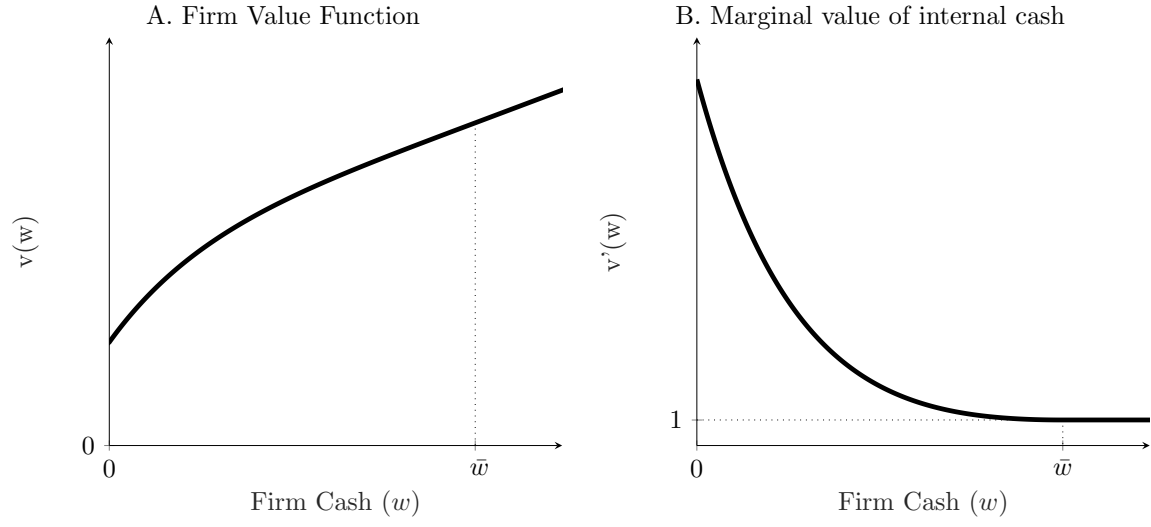 A. Firm Value Function
v(w)
0
0
w̄
Firm Cash (w)
B. Marginal value of internal cash
v'(w)
1
0
w̄
Firm Cash (w)